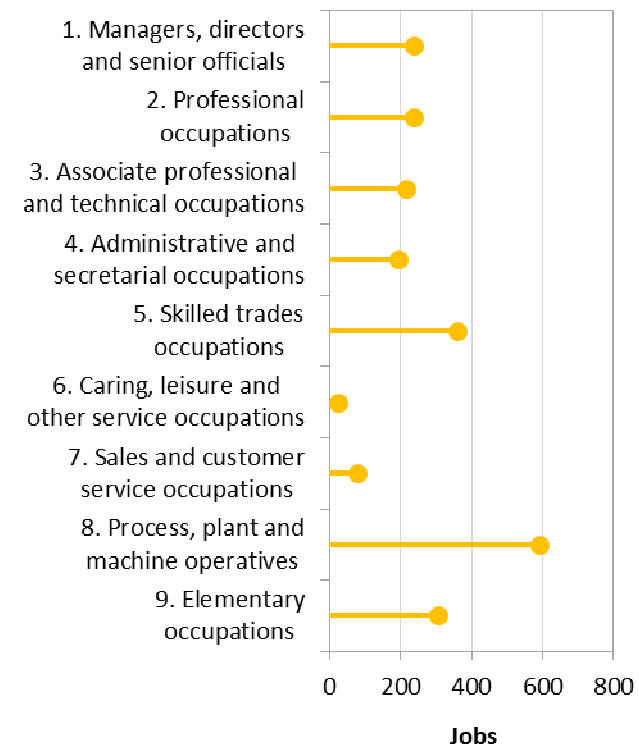 1. Managers, directors
and senior officials
2. Professional
occupations
3. Associate professional
and technical occupations
4. Administrative and
secretarial occupations
5. Skilled trades
occupations
6. Caring, leisure and
other service occupations
7. Sales and customer
service occupations
8. Process, plant and
machine operatives
9. Elementary
occupations
0 200 400 600 800
Jobs